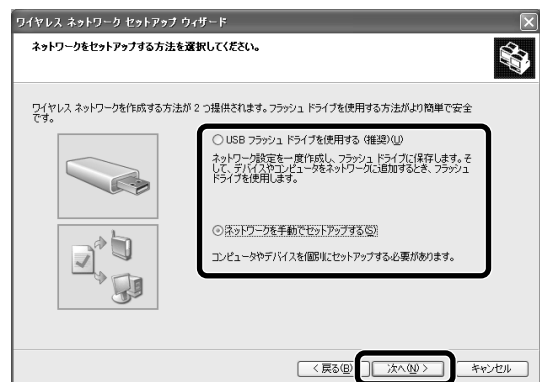 ワイヤレス ネットワーク セットアップ ウィザード
ネットワークをセットアップする方法を選択してください。
ワイヤレス ネットワークを作成する方法が 2 つ提供されます。フラッシュ ドライブを使用する方法がより簡単で安全
です。
USB フラッシュ ドライブを使用する (推奨)(U)
ネットワーク設定を一度作成し、フラッシュ ドライブに保存します。そ
して、デバイスやコンピュータをネットワークに追加するとき、フラッシュ
ドライブを使用します。
ネットワークを手動でセットアップする(S)
コンピュータやデバイスを個別にセットアップする必要があります。
< 戻る(B)
次へ(N) >
キャンセル